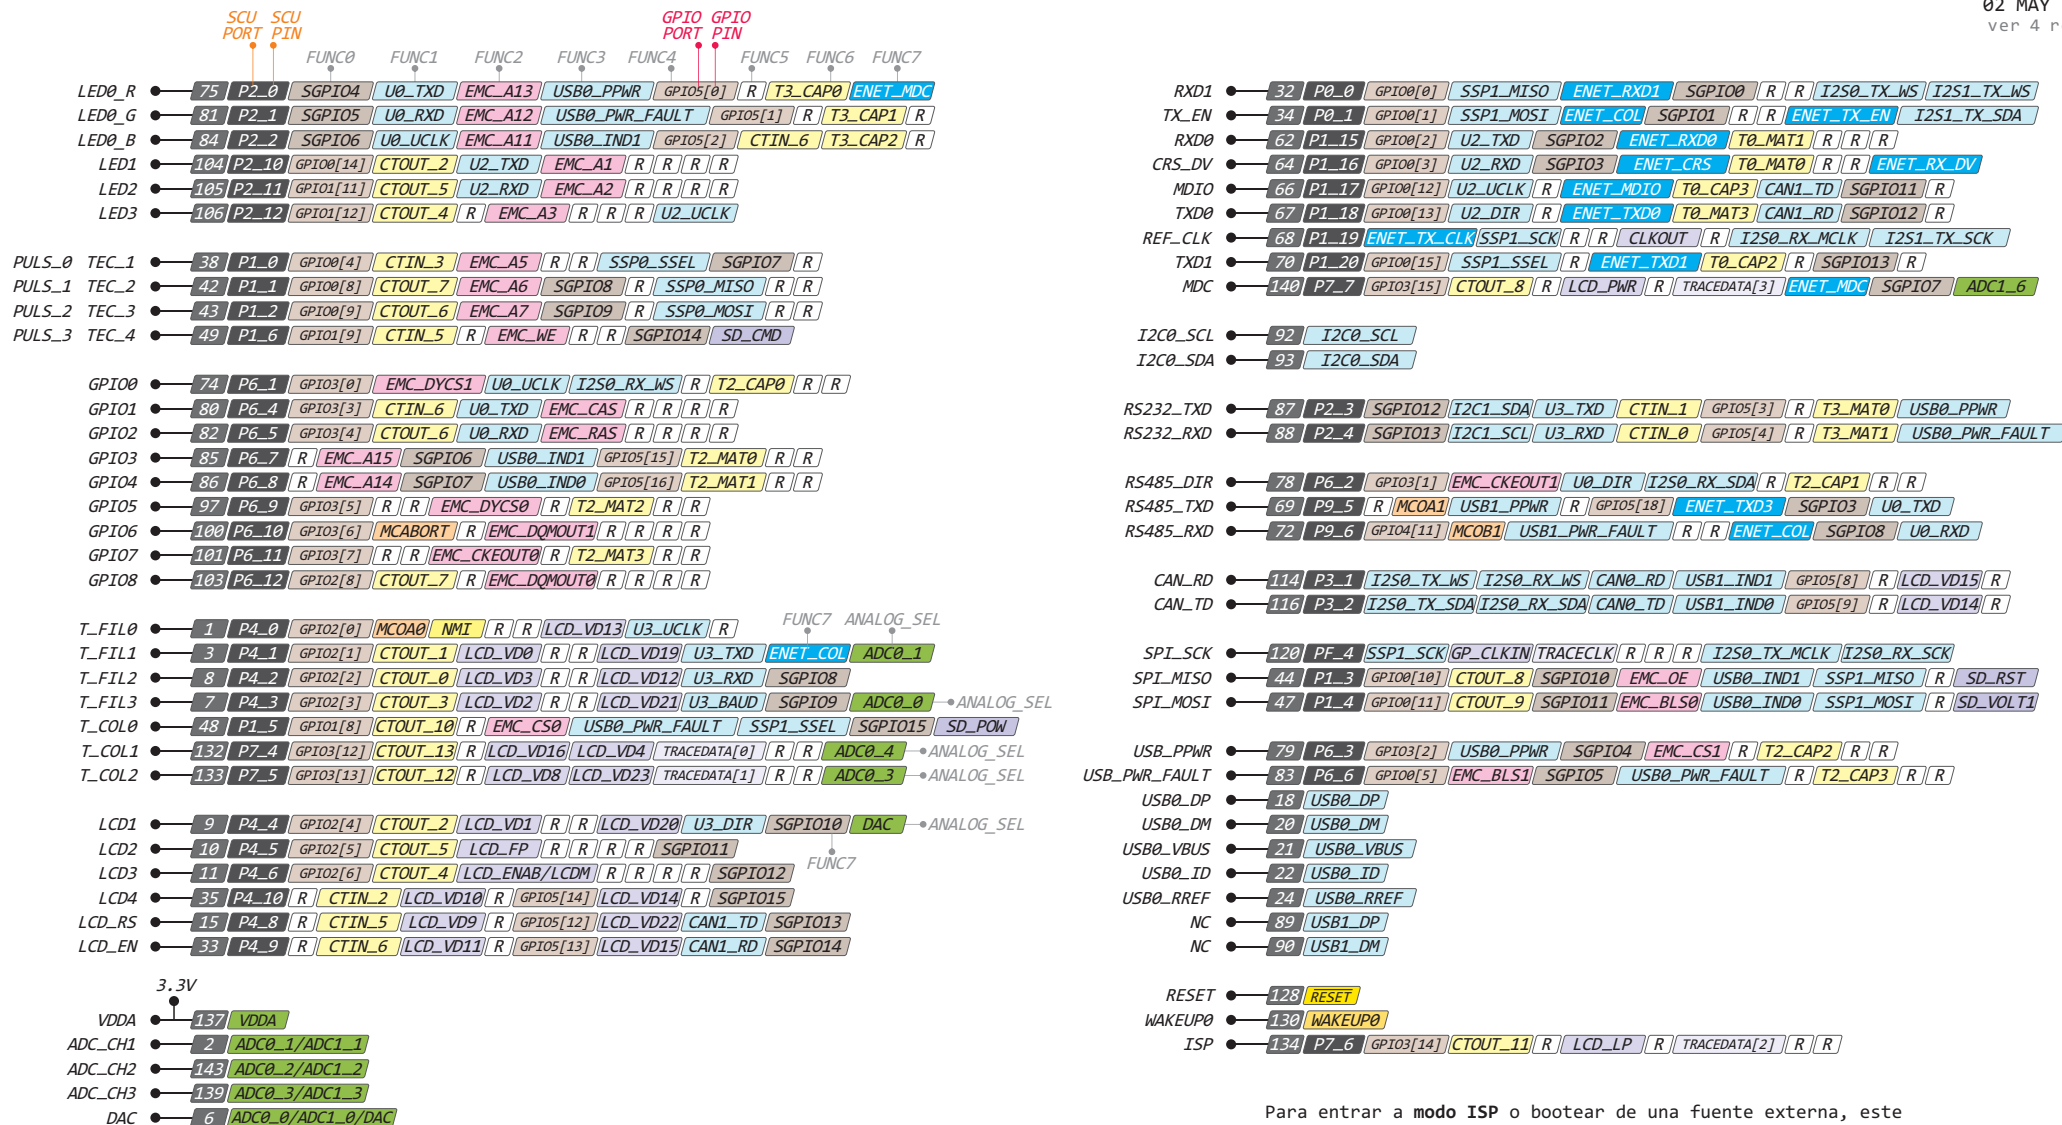 02 MAY
ver 4 r
SCU PORT SCU PIN GPIO PORT GPIO PIN
FUNC0 FUNC1 FUNC2 FUNC3 FUNC4 FUNC5 FUNC6 FUNC7
LED0_R 75 P2_0 SGPIO4 U0_TXD EMC_A13 USB0_PPWR GPIO5[0] R T3_CAP0 ENET_MDC
LED0_G 81 P2_1 SGPIO5 U0_RXD EMC_A12 USB0_PWR_FAULT GPIO5[1] R T3_CAP1 R
LED0_B 84 P2_2 SGPIO6 U0_UCLK EMC_A11 USB0_IND1 GPIO5[2] CTIN_6 T3_CAP2 R
LED1 104 P2_10 GPIO0[14] CTOUT_2 U2_TXD EMC_A1 R R R R
LED2 105 P2_11 GPIO1[11] CTOUT_5 U2_RXD EMC_A2 R R R R
LED3 106 P2_12 GPIO1[12] CTOUT_4 R EMC_A3 R R R U2_UCLK
PULS_0 TEC_1 38 P1_0 GPIO0[4] CTIN_3 EMC_A5 R R SSP0_SSEL SGPIO7 R
PULS_1 TEC_2 42 P1_1 GPIO0[8] CTOUT_7 EMC_A6 SGPIO8 R SSP0_MISO R R
PULS_2 TEC_3 43 P1_2 GPIO0[9] CTOUT_6 EMC_A7 SGPIO9 R SSP0_MOSI R R
PULS_3 TEC_4 49 P1_6 GPIO1[9] CTIN_5 R EMC_WE R R SGPIO14 SD_CMD
GPIO0 74 P6_1 GPIO3[0] EMC_DYCS1 U0_UCLK I2S0_RX_WS R T2_CAP0 R R
GPIO1 80 P6_4 GPIO3[3] CTIN_6 U0_TXD EMC_CAS R R R R
GPIO2 82 P6_5 GPIO3[4] CTOUT_6 U0_RXD EMC_RAS R R R R
GPIO3 85 P6_7 R EMC_A15 SGPIO6 USB0_IND1 GPIO5[15] T2_MAT0 R R
GPIO4 86 P6_8 R EMC_A14 SGPIO7 USB0_IND0 GPIO5[16] T2_MAT1 R R
GPIO5 97 P6_9 GPIO3[5] R R EMC_DYCS0 R T2_MAT2 R R
GPIO6 100 P6_10 GPIO3[6] MCABORT R EMC_DQMOUT1 R R R R
GPIO7 101 P6_11 GPIO3[7] R R EMC_CKEOUT0 R T2_MAT3 R R
GPIO8 103 P6_12 GPIO2[8] CTOUT_7 R EMC_DQMOUT0 R R R R
FUNC7 ANALOG_SEL
T_FIL0 1 P4_0 GPIO2[0] MCOA0 NMI R R LCD_VD13 U3_UCLK R
T_FIL1 3 P4_1 GPIO2[1] CTOUT_1 LCD_VD0 R R LCD_VD19 U3_TXD ENET_COL ADC0_1
T_FIL2 8 P4_2 GPIO2[2] CTOUT_0 LCD_VD3 R R LCD_VD12 U3_RXD SGPIO8
T_FIL3 7 P4_3 GPIO2[3] CTOUT_3 LCD_VD2 R R LCD_VD21 U3_BAUD SGPIO9 ADC0_0 ANALOG_SEL
T_COL0 48 P1_5 GPIO1[8] CTOUT_10 R EMC_CS0 USB0_PWR_FAULT SSP1_SSEL SGPIO15 SD_POW
T_COL1 132 P7_4 GPIO3[12] CTOUT_13 R LCD_VD16 LCD_VD4 TRACEDATA[0] R R ADC0_4 ANALOG_SEL
T_COL2 133 P7_5 GPIO3[13] CTOUT_12 R LCD_VD8 LCD_VD23 TRACEDATA[1] R R ADC0_3 ANALOG_SEL
LCD1 9 P4_4 GPIO2[4] CTOUT_2 LCD_VD1 R R LCD_VD20 U3_DIR SGPIO10 DAC ANALOG_SEL
LCD2 10 P4_5 GPIO2[5] CTOUT_5 LCD_FP R R R R SGPIO11
FUNC7
LCD3 11 P4_6 GPIO2[6] CTOUT_4 LCD_ENAB/LCDM R R R R SGPIO12
LCD4 35 P4_10 R CTIN_2 LCD_VD10 R GPIO5[14] LCD_VD14 R SGPIO15
LCD_RS 15 P4_8 R CTIN_5 LCD_VD9 R GPIO5[12] LCD_VD22 CAN1_TD SGPIO13
LCD_EN 33 P4_9 R CTIN_6 LCD_VD11 R GPIO5[13] LCD_VD15 CAN1_RD SGPIO14
3.3V
VDDA 137 VDDA
ADC_CH1 2 ADC0_1/ADC1_1
ADC_CH2 143 ADC0_2/ADC1_2
ADC_CH3 139 ADC0_3/ADC1_3
DAC 6 ADC0_0/ADC1_0/DAC
RXD1 32 P0_0 GPIO0[0] SSP1_MISO ENET_RXD1 SGPIO0 R R I2S0_TX_WS I2S1_TX_WS
TX_EN 34 P0_1 GPIO0[1] SSP1_MOSI ENET_COL SGPIO1 R R ENET_TX_EN I2S1_TX_SDA
RXD0 62 P1_15 GPIO0[2] U2_TXD SGPIO2 ENET_RXD0 T0_MAT1 R R R
CRS_DV 64 P1_16 GPIO0[3] U2_RXD SGPIO3 ENET_CRS T0_MAT0 R R ENET_RX_DV
MDIO 66 P1_17 GPIO0[12] U2_UCLK R ENET_MDIO T0_CAP3 CAN1_TD SGPIO11 R
TXD0 67 P1_18 GPIO0[13] U2_DIR R ENET_TXD0 T0_MAT3 CAN1_RD SGPIO12 R
REF_CLK 68 P1_19 ENET_TX_CLK SSP1_SCK R R CLKOUT R I2S0_RX_MCLK I2S1_TX_SCK
TXD1 70 P1_20 GPIO0[15] SSP1_SSEL R ENET_TXD1 T0_CAP2 R SGPIO13 R
MDC 140 P7_7 GPIO3[15] CTOUT_8 R LCD_PWR R TRACEDATA[3] ENET_MDC SGPIO7 ADC1_6
I2C0_SCL 92 I2C0_SCL
I2C0_SDA 93 I2C0_SDA
RS232_TXD 87 P2_3 SGPIO12 I2C1_SDA U3_TXD CTIN_1 GPIO5[3] R T3_MAT0 USB0_PPWR
RS232_RXD 88 P2_4 SGPIO13 I2C1_SCL U3_RXD CTIN_0 GPIO5[4] R T3_MAT1 USB0_PWR_FAULT
RS485_DIR 78 P6_2 GPIO3[1] EMC_CKEOUT1 U0_DIR I2S0_RX_SDA R T2_CAP1 R R
RS485_TXD 69 P9_5 R MCOA1 USB1_PPWR R GPIO5[18] ENET_TXD3 SGPIO3 U0_TXD
RS485_RXD 72 P9_6 GPIO4[11] MCOB1 USB1_PWR_FAULT R R ENET_COL SGPIO8 U0_RXD
CAN_RD 114 P3_1 I2S0_TX_WS I2S0_RX_WS CAN0_RD USB1_IND1 GPIO5[8] R LCD_VD15 R
CAN_TD 116 P3_2 I2S0_TX_SDA I2S0_RX_SDA CAN0_TD USB1_IND0 GPIO5[9] R LCD_VD14 R
SPI_SCK 120 PF_4 SSP1_SCK GP_CLKIN TRACECLK R R R I2S0_TX_MCLK I2S0_RX_SCK
SPI_MISO 44 P1_3 GPIO0[10] CTOUT_8 SGPIO10 EMC_OE USB0_IND1 SSP1_MISO R SD_RST
SPI_MOSI 47 P1_4 GPIO0[11] CTOUT_9 SGPIO11 EMC_BLS0 USB0_IND0 SSP1_MOSI R SD_VOLT1
USB_PPWR 79 P6_3 GPIO3[2] USB0_PPWR SGPIO4 EMC_CS1 R T2_CAP2 R R
USB_PWR_FAULT 83 P6_6 GPIO0[5] EMC_BLS1 SGPIO5 USB0_PWR_FAULT R T2_CAP3 R R
USB0_DP 18 USB0_DP
USB0_DM 20 USB0_DM
USB0_VBUS 21 USB0_VBUS
USB0_ID 22 USB0_ID
USB0_RREF 24 USB0_RREF
NC 89 USB1_DP
NC 90 USB1_DM
RESET 128 RESET
WAKEUP0 130 WAKEUP0
ISP 134 P7_6 GPIO3[14] CTOUT_11 R LCD_LP R TRACEDATA[2] R R
Para entrar a modo ISP o bootear de una fuente externa, este